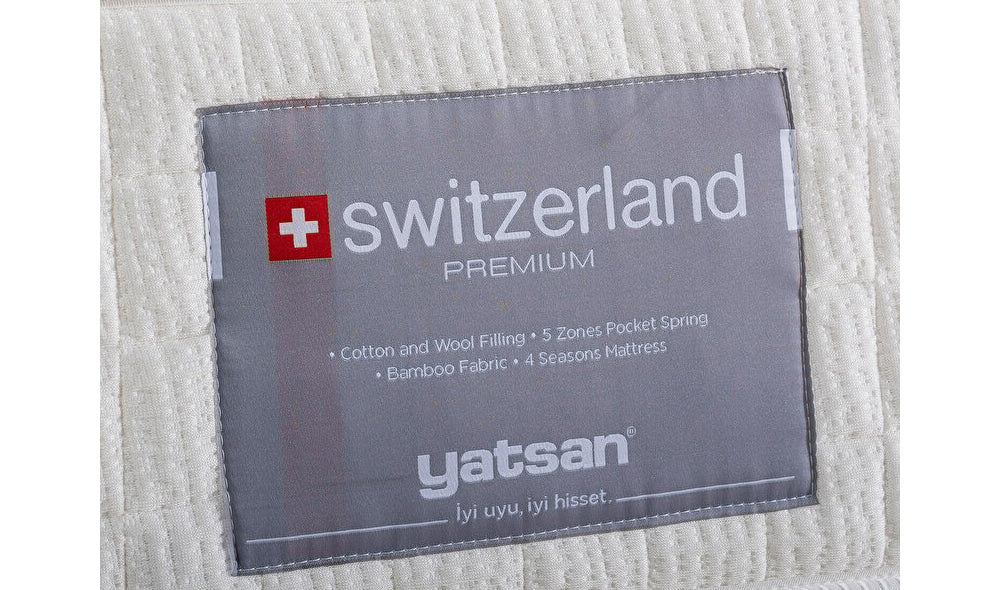 switzerland
PREMIUM
• Cotton and Wool Filling • 5 Zones Pocket Spring
• Bamboo Fabric • 4 Seasons Mattress
yatsan®
İyi uyu, iyi hisset.